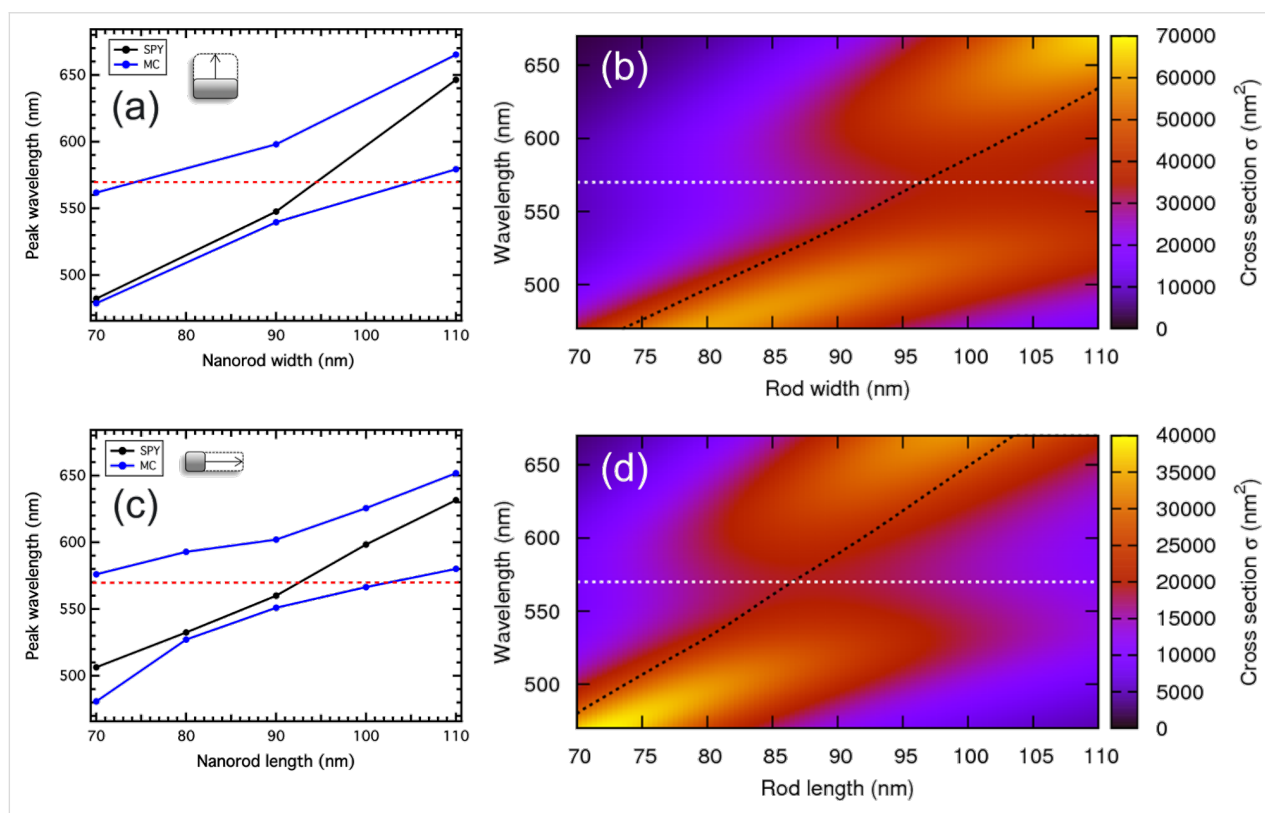 SPY
MC
(a)
Peak wavelength (nm)
650
600
550
500
70 80 90 100 110
Nanorod width (nm)
(b)
Wavelength (nm)
650
600
550
500
70 75 80 85 90 95 100 105 110
Rod width (nm)
70000
60000
50000
40000
30000
20000
10000
0
Cross section σ (nm²)
SPY
MC
(c)
Peak wavelength (nm)
650
600
550
500
70 80 90 100 110
Nanorod length (nm)
(d)
Wavelength (nm)
650
600
550
500
70 75 80 85 90 95 100 105 110
Rod length (nm)
40000
35000
30000
25000
20000
15000
10000
5000
0
Cross section σ (nm²)